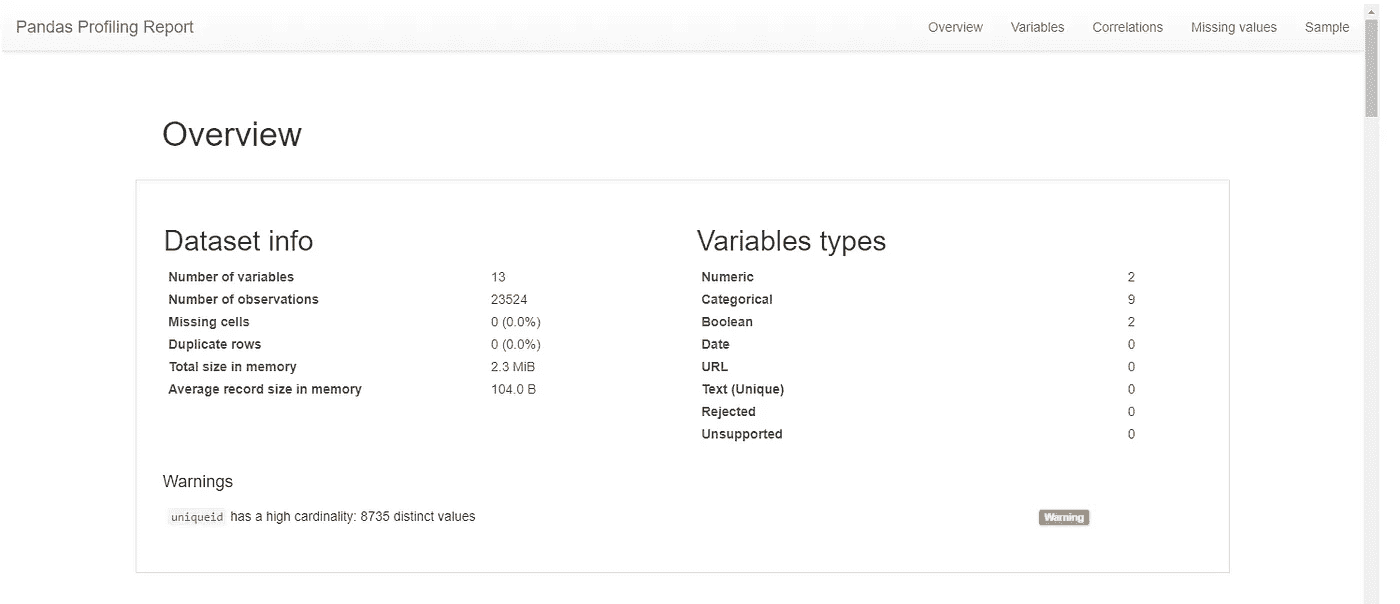 Pandas Profiling Report Overview Variables Correlations Missing values Sample
Overview
Dataset info
Number of variables 13
Number of observations 23524
Missing cells 0 (0.0%)
Duplicate rows 0 (0.0%)
Total size in memory 2.3 MiB
Average record size in memory 104.0 B
Variables types
Numeric 2
Categorical 9
Boolean 2
Date 0
URL 0
Text (Unique) 0
Rejected 0
Unsupported 0
Warnings
uniqueid has a high cardinality: 8735 distinct values Warning